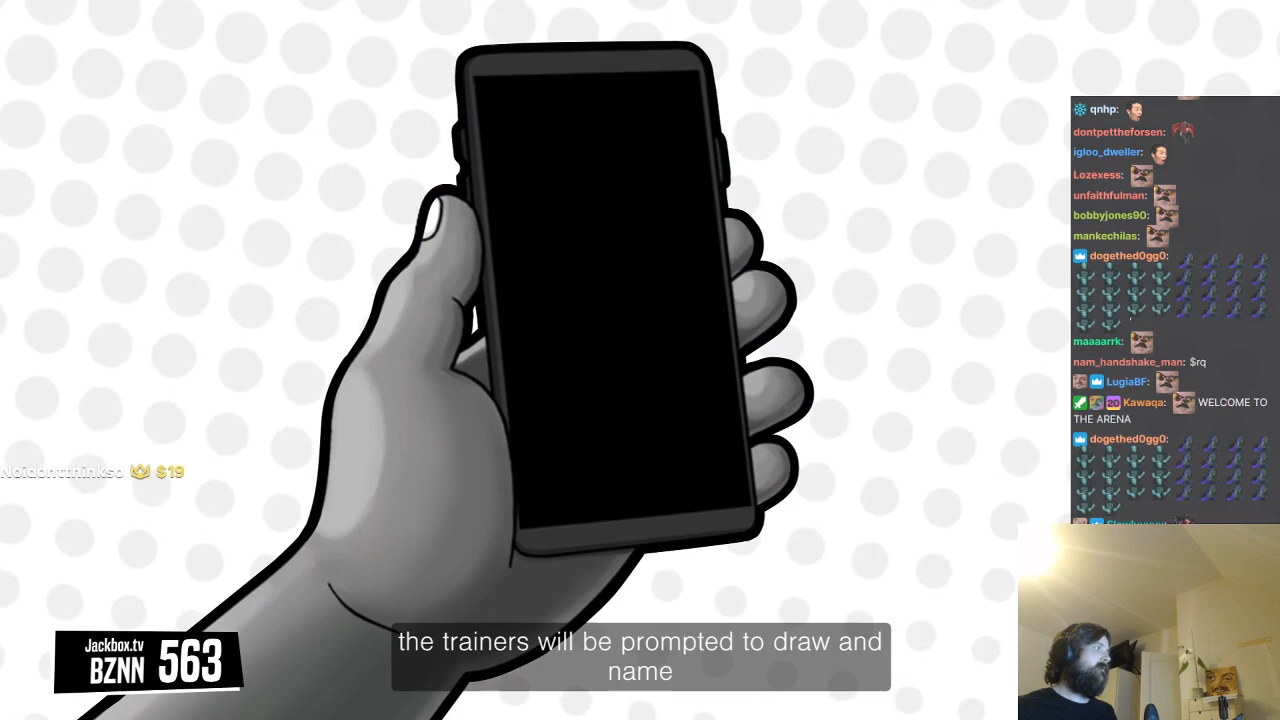 qnhp:
dontpettheforsen:
igloo_dweller:
Lozexess:
unfaithfulman:
bobbyjones90:
mankechilas:
dogethed0gg0:
maaaarrk:
nam_handshake_man: $rq
LugiaBF:
20 Kawaqa: WELCOME TO
THE ARENA
dogethed0gg0:
Noidontthinkso $19
Jackbox.tv
BZNN 563
the trainers will be prompted to draw and
name